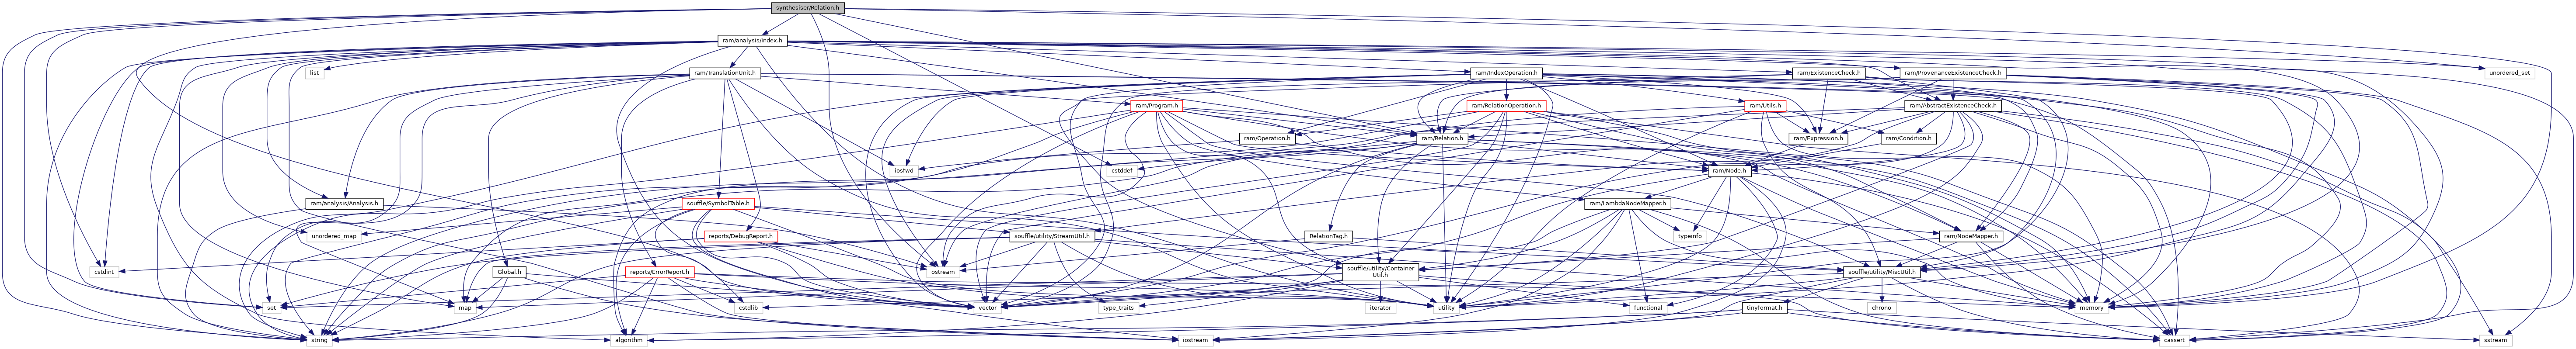 synthesiser/Relation.h
ram/analysis/Index.h
list
ram/TranslationUnit.h
ram/IndexOperation.h
ram/ExistenceCheck.h
ram/ProvenanceExistenceCheck.h
unordered_set
ram/Program.h
ram/RelationOperation.h
ram/Utils.h
ram/AbstractExistenceCheck.h
ram/Operation.h
ram/Relation.h
ram/Expression.h
ram/Condition.h
iosfwd
cstddef
ram/Node.h
ram/analysis/Analysis.h
souffle/SymbolTable.h
ram/LambdaNodeMapper.h
unordered_map
reports/DebugReport.h
souffle/utility/StreamUtil.h
RelationTag.h
typeinfo
ram/NodeMapper.h
cstdint
Global.h
reports/ErrorReport.h
ostream
souffle/utility/Container
Util.h
souffle/utility/MiscUtil.h
set
map
cstdlib
vector
type_traits
iterator
utility
functional
tinyformat.h
chrono
memory
string
algorithm
iostream
cassert
sstream